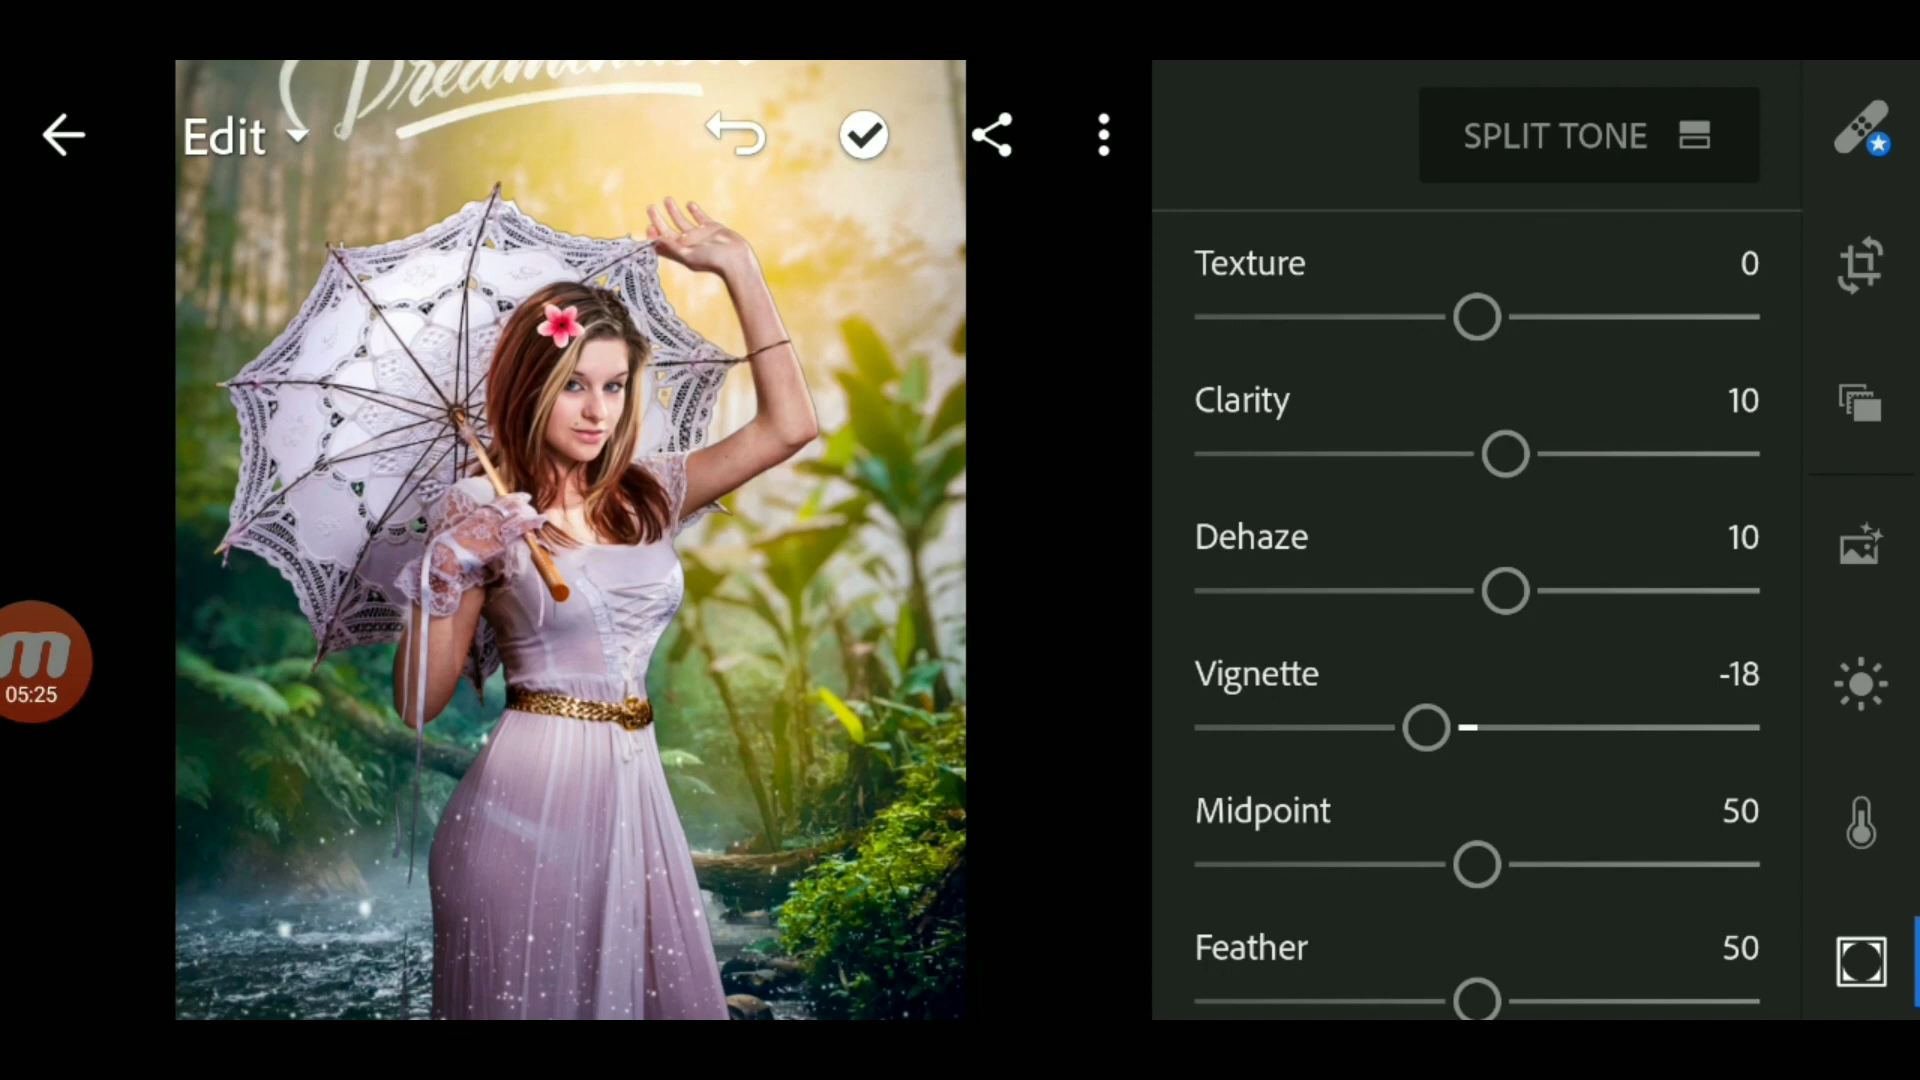 Edit
SPLIT TONE
Texture 0
Clarity 10
Dehaze 10
Vignette -18
Midpoint 50
Feather 50
05:25